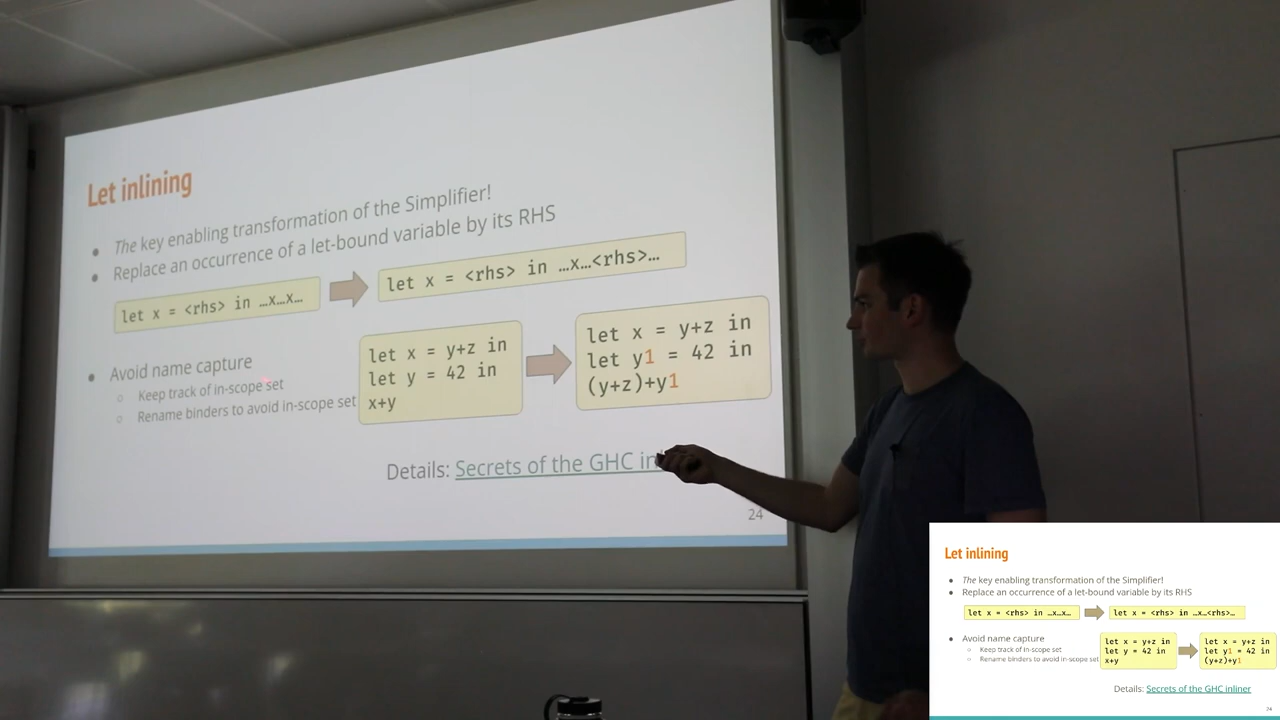 Let inlining
● The key enabling transformation of the Simplifier!
● Replace an occurrence of a let-bound variable by its RHS
let x = <rhs> in …x…x…
let x = <rhs> in …x…<rhs>…
● Avoid name capture
○ Keep track of in-scope set
○ Rename binders to avoid in-scope set
let x = y+z in
let y = 42 in
x+y
let x = y+z in
let y1 = 42 in
(y+z)+y1
Details: Secrets of the GHC in
24
Let inlining
● The key enabling transformation of the Simplifier!
● Replace an occurrence of a let-bound variable by its RHS
let x = <rhs> in …x…x…
let x = <rhs> in …x…<rhs>…
● Avoid name capture
○ Keep track of in-scope set
○ Rename binders to avoid in-scope set
let x = y+z in
let y = 42 in
x+y
let x = y+z in
let y1 = 42 in
(y+z)+y1
Details: Secrets of the GHC inliner
24